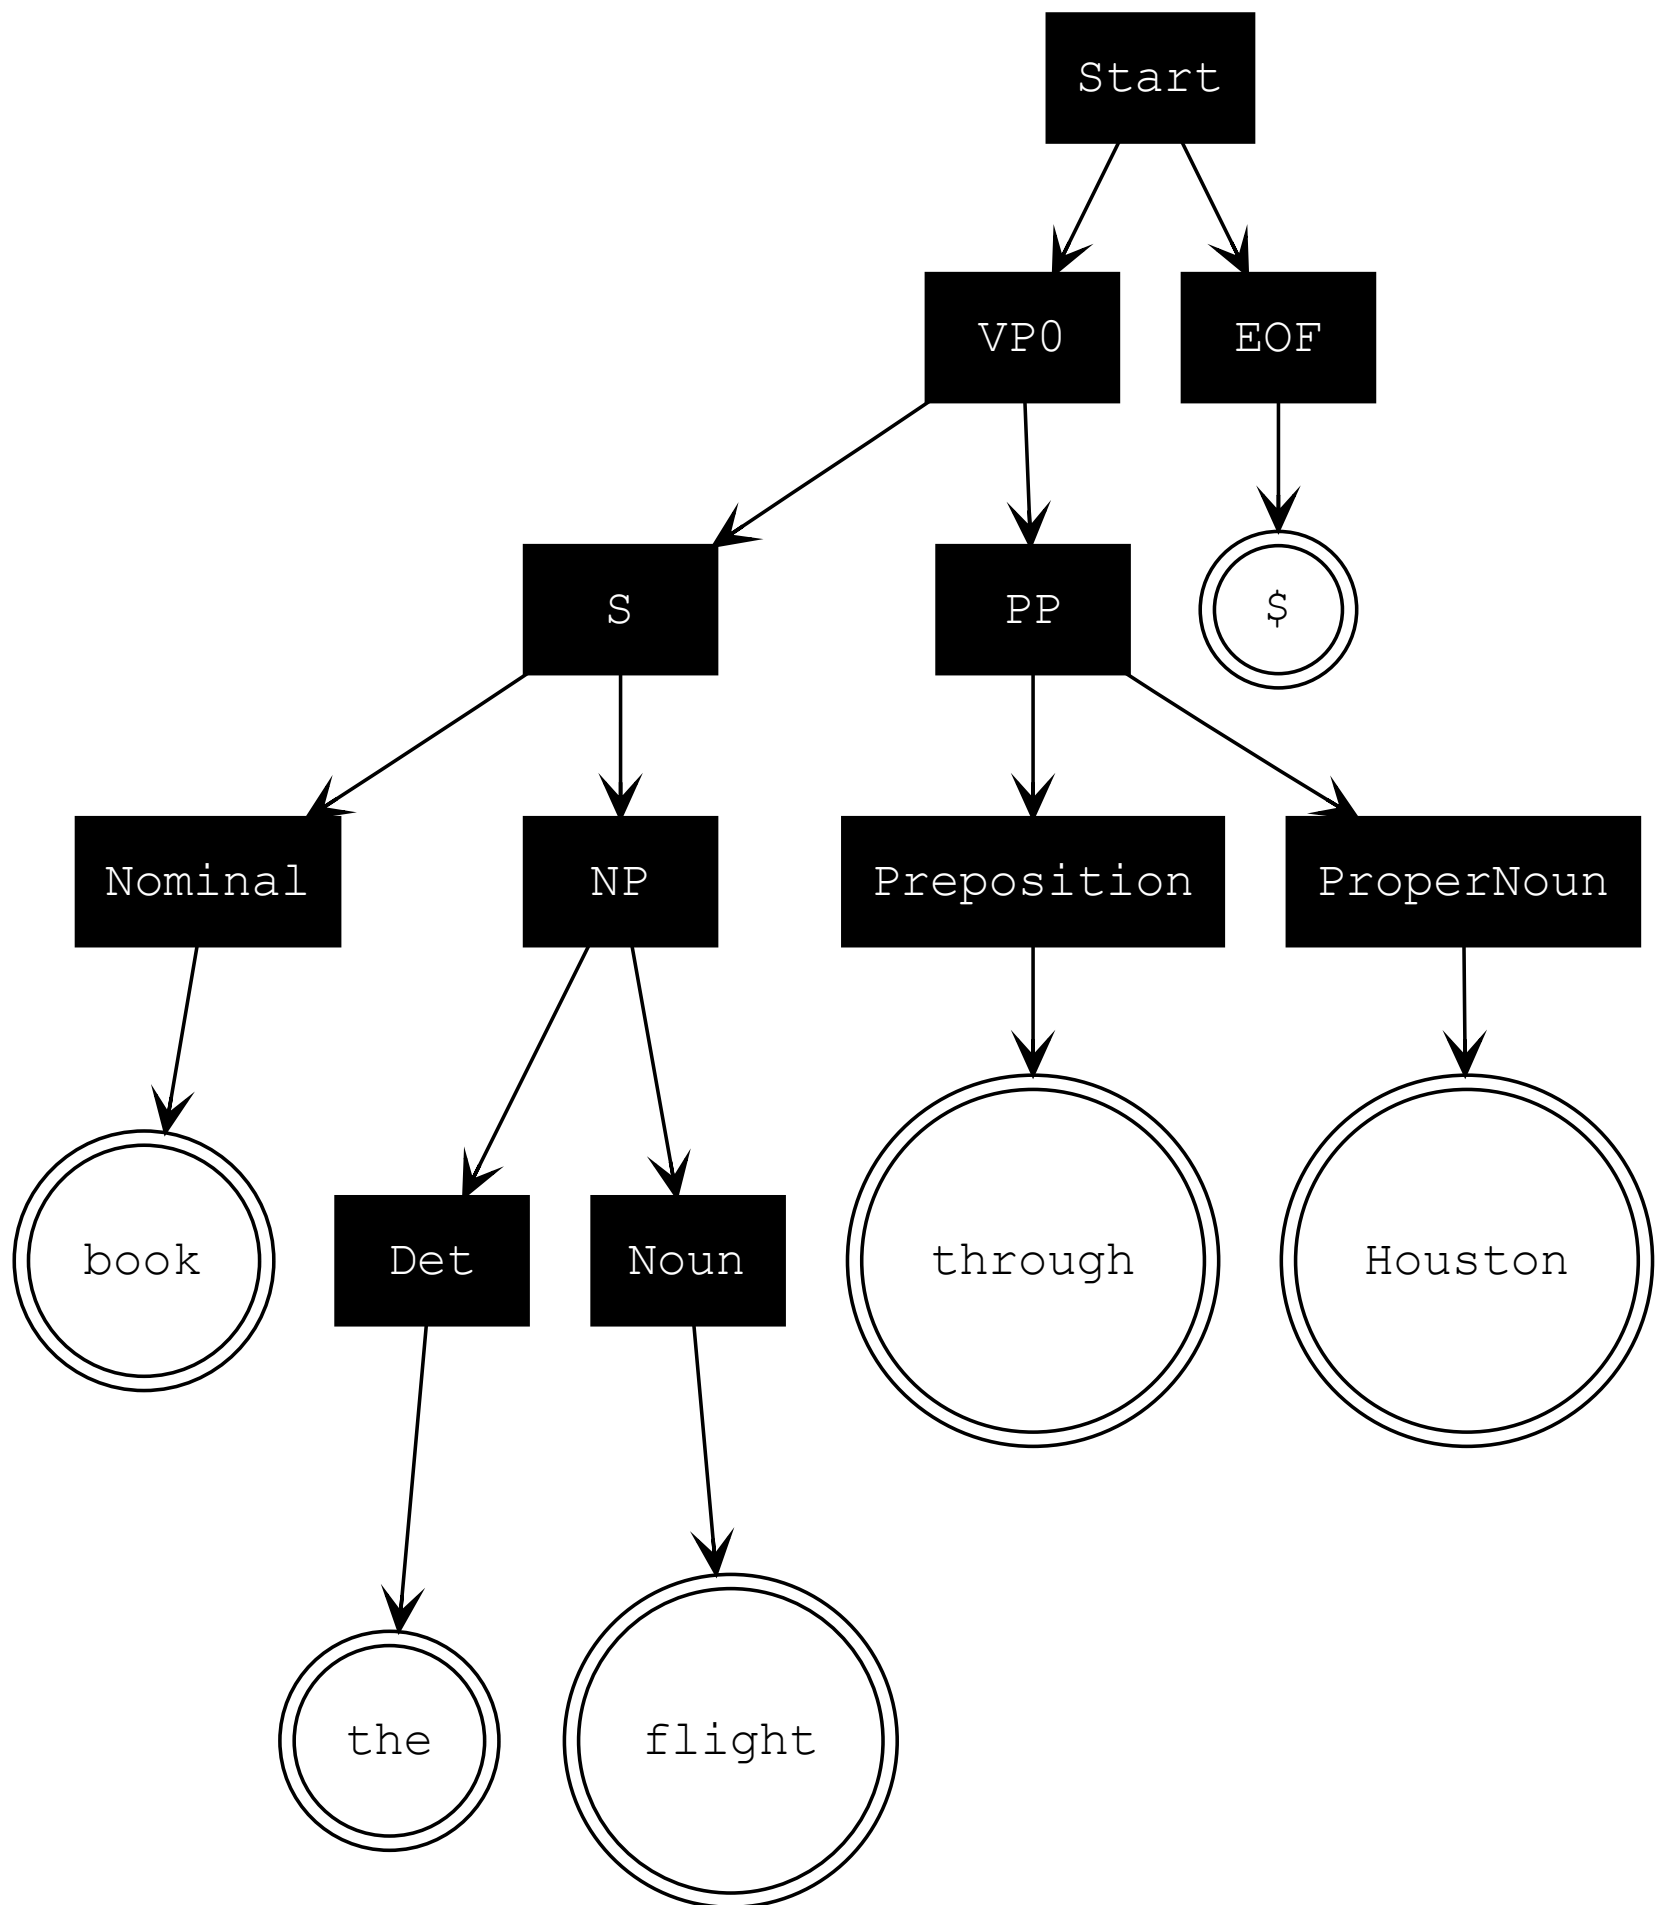 Start
VP0 EOF
S PP $
Nominal NP Preposition ProperNoun
book Det Noun through Houston
the flight